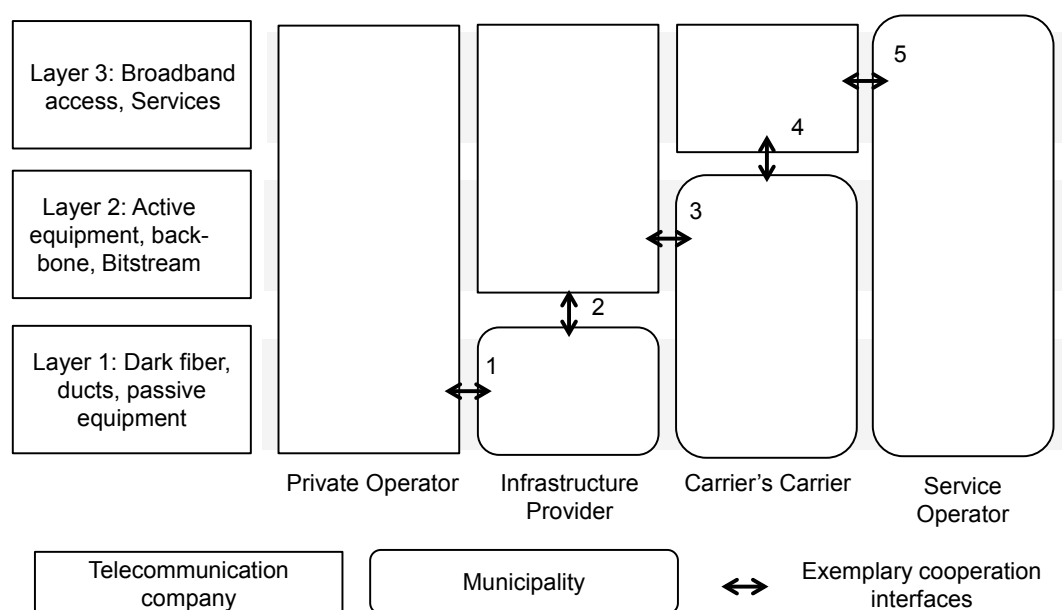 Layer 3: Broadband
access, Services
Layer 2: Active
equipment, back-
bone, Bitstream
Layer 1: Dark fiber,
ducts, passive
equipment
5
4
3
2
1
Private Operator
Infrastructure
Provider
Carrier’s Carrier
Service
Operator
Telecommunication
company
Municipality
Exemplary cooperation
interfaces